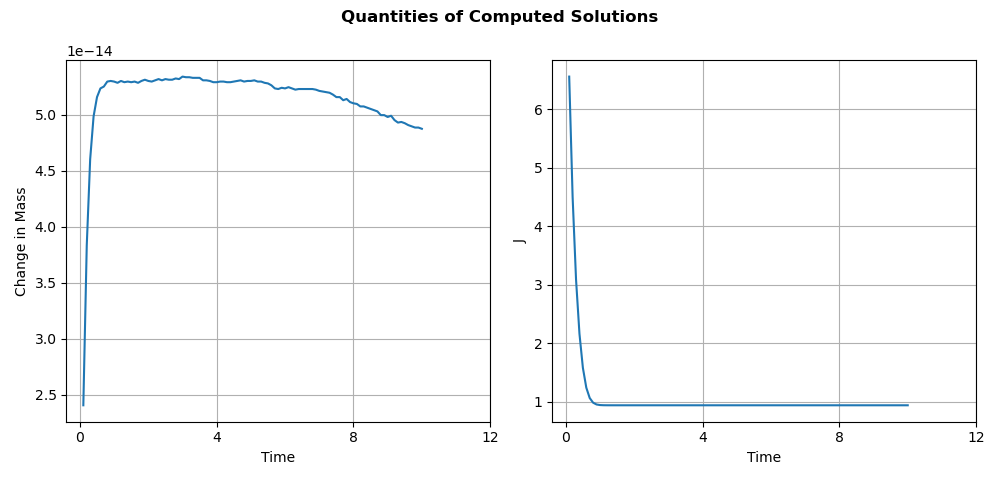 Quantities of Computed Solutions
1e−14
5.0
4.5
4.0
3.5
3.0
2.5
Change in Mass
0 4 8 12
Time
6
5
4
3
2
1
J
0 4 8 12
Time